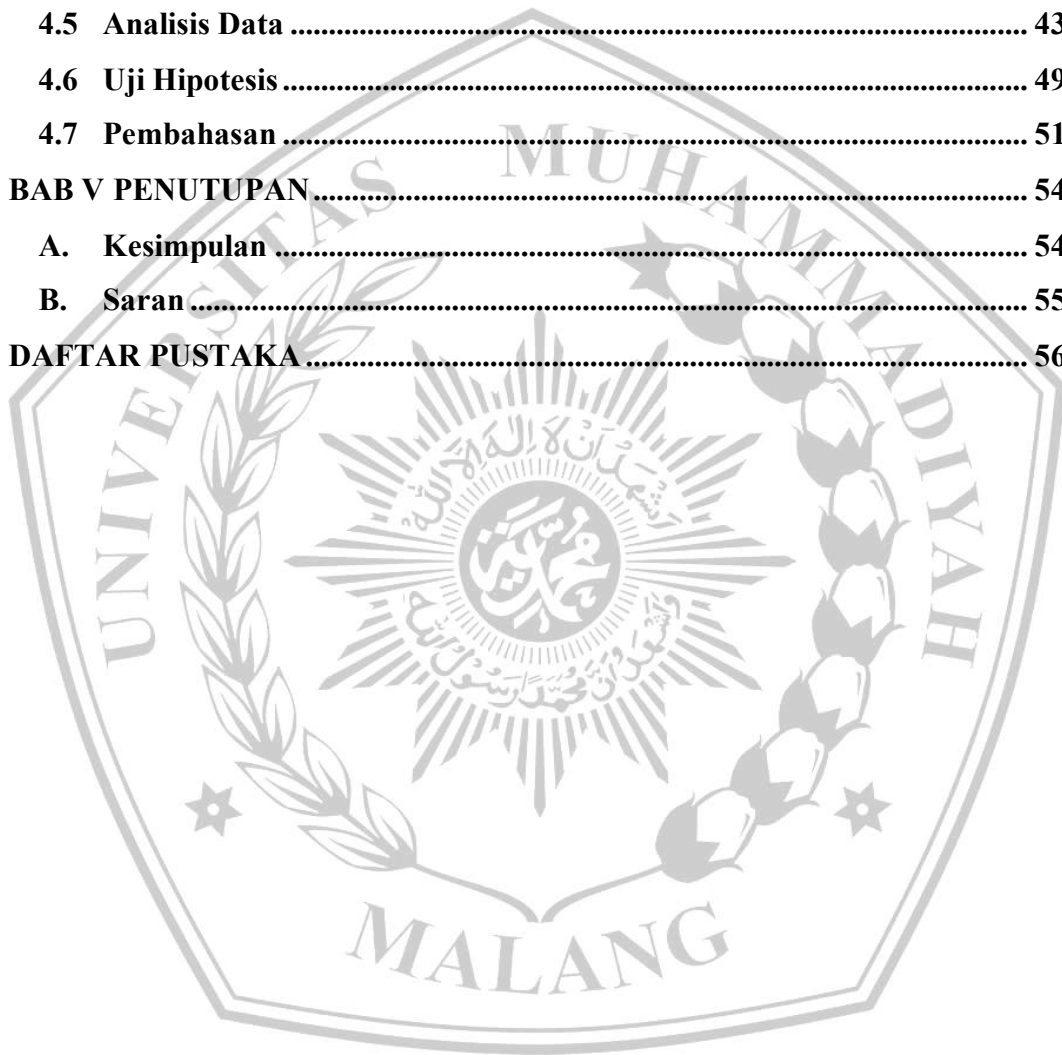 4.5 Analisis Data ........................................................................................ 43
4.6 Uji Hipotesis ........................................................................................ 49
4.7 Pembahasan ........................................................................................ 51
BAB V PENUTUPAN ........................................................................................ 54
A. Kesimpulan ........................................................................................ 54
B. Saran ........................................................................................ 55
DAFTAR PUSTAKA ........................................................................................ 56
UNIVERSITAS MUHAMMADIYAH
MALANG